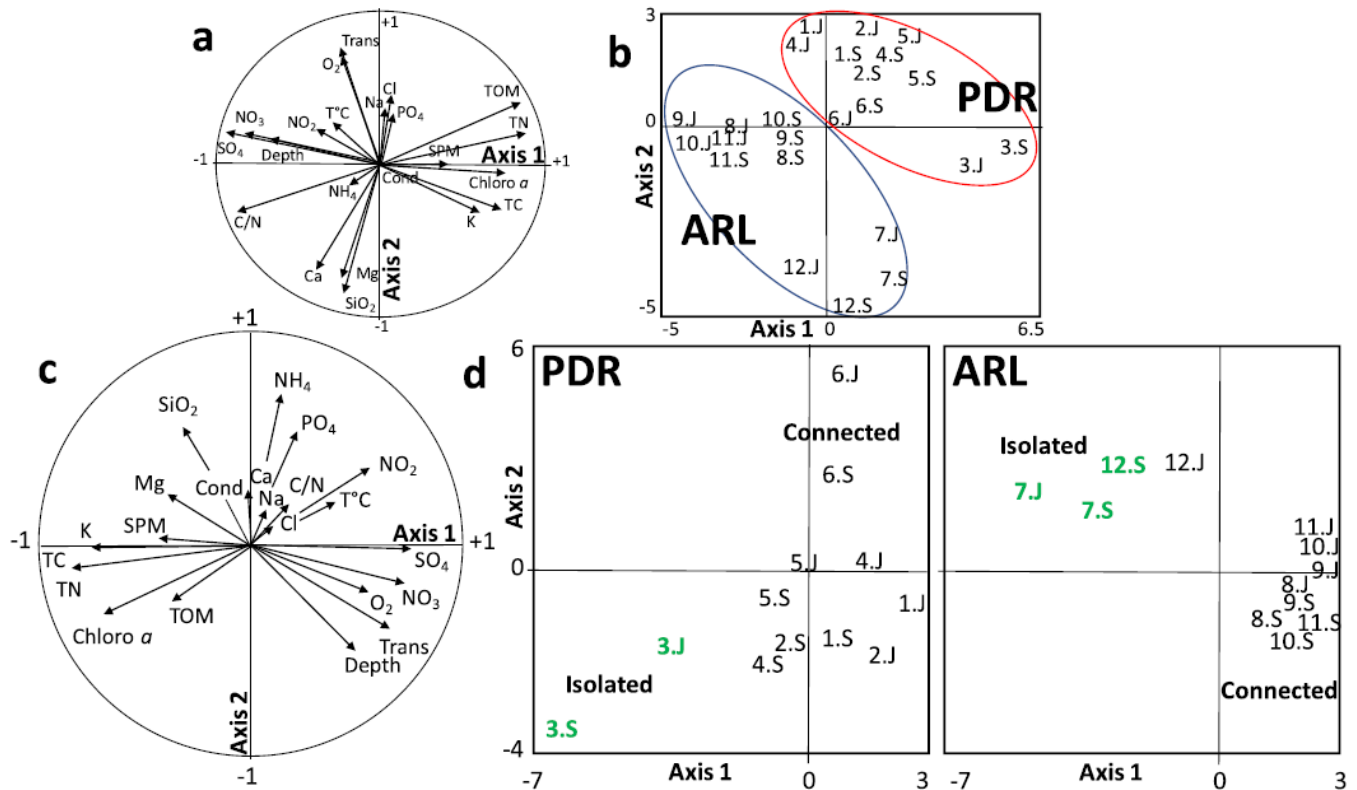 a
+1
Trans
O₂
Cl
Na
PO₄
TOM
TN
T°C
NO₂
NO₃
SO₄
Depth
SPM
-1
Axis 1
+1
Cond
Chloro a
NH₄
TC
K
C/N
Ca
Mg
SiO₂
Axis 2
-1
b
3
1.J
2.J
4.J
5.J
1.S
4.S
2.S
5.S
PDR
6.S
6.J
9.J
8.J
10.S
0
10.J
11.J
9.S
11.S
8.S
3.S
3.J
Axis 2
ARL
7.J
12.J
7.S
12.S
-5
-5
Axis 1
0
6.5
c
+1
NH₄
SiO₂
PO₄
NO₂
Ca
C/N
Cond
Na
T°C
Mg
Cl
SPM
K
Axis 1
-1
+1
TC
SO₄
TN
NO₃
O₂
TOM
Chloro a
Trans
Depth
Axis 2
-1
d
6
PDR
6.J
Connected
6.S
Axis 2
0
5.J
4.J
5.S
1.J
3.J
2.S
1.S
4.S
2.J
Isolated
3.S
-4
-7
Axis 1
0
3
ARL
Isolated
12.S
12.J
7.J
7.S
11.J
10.J
9.J
8.J
9.S
8.S
11.S
10.S
Connected
-7
Axis 1
0
3